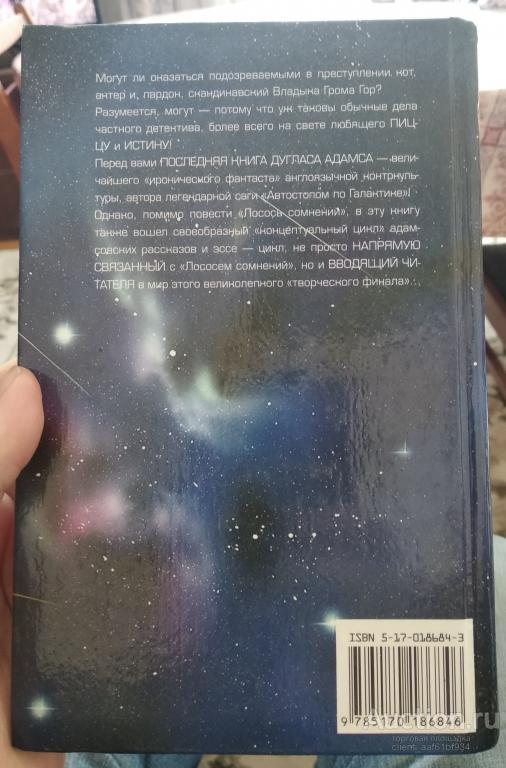 Могут ли оказаться подозреваемыми в преступлении кот,
актер и, пардон, скандинавский Владыка Грома Гор?
Разумеется, могут — потому что уж таковы обычные дела
частного детектива, более всего на свете любящего ПИЦ-
ЦУ и ИСТИНУ!
Перед вами ПОСЛЕДНЯЯ КНИГА ДУГЛАСА АДАМСА — вели-
чайшего «иронического фантаста» англоязычной контркуль-
туры, автора легендарной саги «Автостопом по Галактике»!
Однако, помимо повести «Лосось сомнений», в эту книгу
также вошел своеобразный «концептуальный цикл» адам-
совских рассказов и эссе — цикл, не просто НАПРЯМУЮ
СВЯЗАННЫЙ с «Лососем сомнений», но и ВВОДЯЩИЙ ЧИ-
ТАТЕЛЯ в мир этого великолепного «творческого финала»...
ISBN 5-17-018684-3
9 785170 186846
торговая площадка
client: aaf61bf934